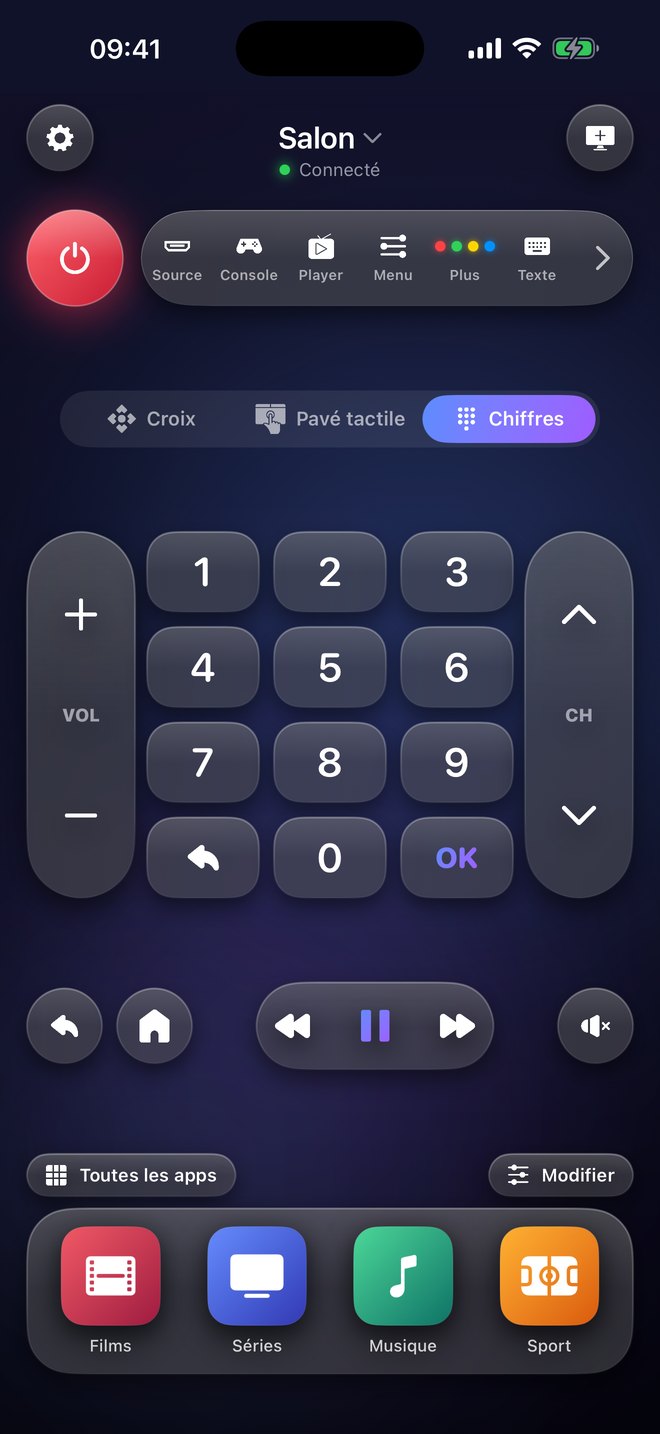 09:41
Salon
Connecté
Source Console Player Menu Plus Texte
Croix Pavé tactile Chiffres
1 2 3
4 5 6
VOL CH
7 8 9
0 OK
Toutes les apps Modifier
Films Séries Musique Sport